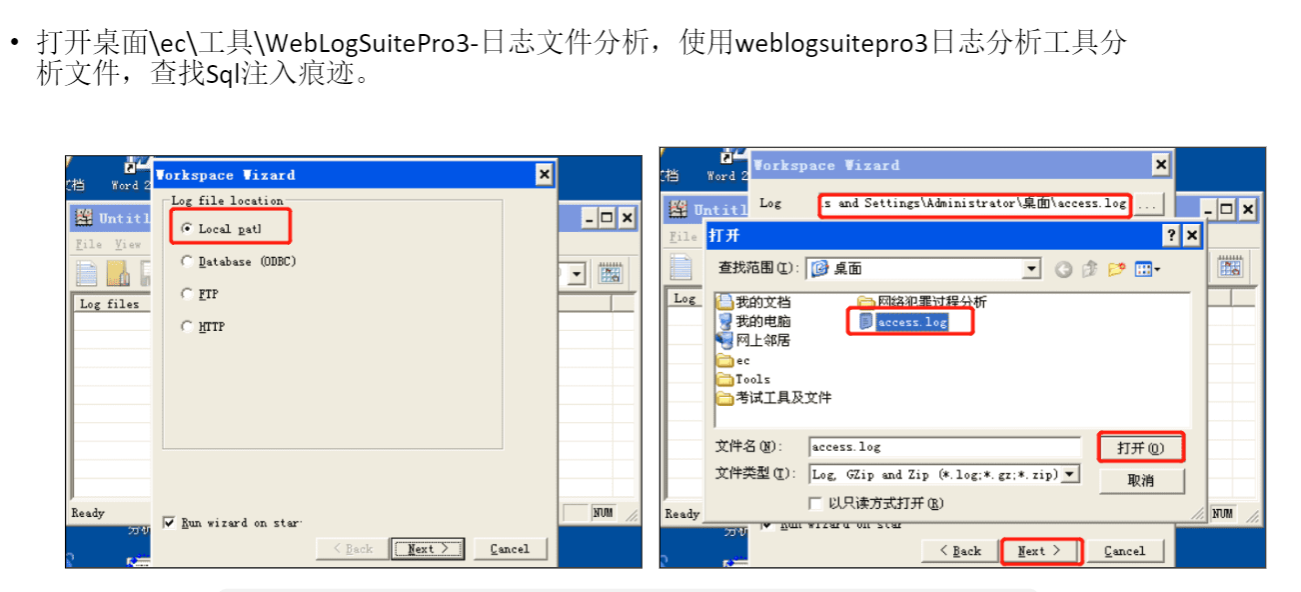 • 打开桌面\ec\工具\WebLogSuitePro3-日志文件分析，使用weblogsuitepro3日志分析工具分
析文件，查找Sql注入痕迹。
Word 2
Workspace Wizard
Untitl
File View
Log files
Ready
NUM
Log file location
Local patl
Database (ODBC)
FTP
HTTP
Run wizard on star
< Back
Next >
Cancel
Word 2
Workspace Wizard
Log
s and Settings\Administrator\桌面\access.log
...
Untitl
File
Log
打开
查找范围(I):
桌面
我的文档
我的电脑
网上邻居
ec
Tools
考试工具及文件
网络犯罪过程分析
access.log
文件名(N):
access.log
打开(O)
文件类型(T):
Log, GZip and Zip (*.log;*.gz;*.zip)
取消
以只读方式打开(R)
Ready
NUM
Run wizard on star
< Back
Next >
Cancel